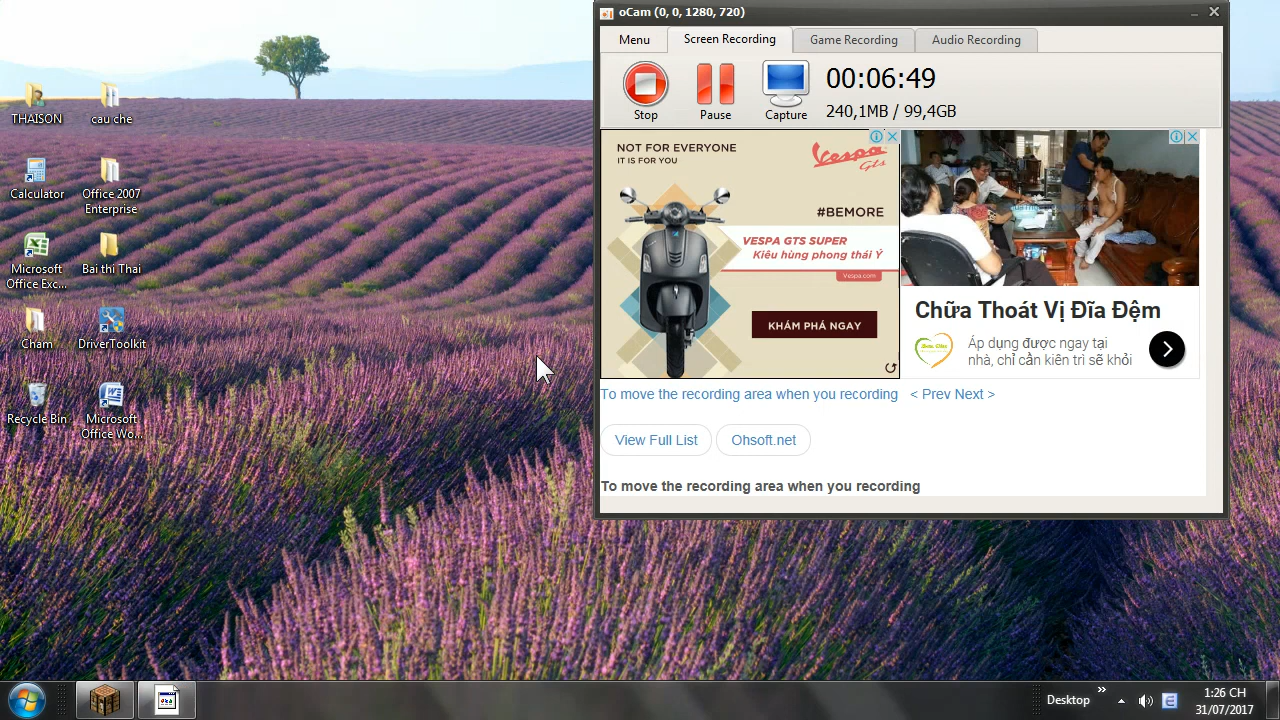 oCam (0, 0, 1280, 720)
Menu
Screen Recording
Game Recording
Audio Recording
00:06:49
240,1MB / 99,4GB
Stop
Pause
Capture
NOT FOR EVERYONE
IT IS FOR YOU
Vespa
Gts
#BEMORE
VESPA GTS SUPER
Kiêu hùng phong thái Ý
Vespa.com
KHÁM PHÁ NGAY
Chữa Thoát Vị Đĩa Đệm
Áp dụng được ngay tại
nhà, chỉ cần kiên trì sẽ khỏi
To move the recording area when you recording
< Prev Next >
View Full List
Ohsoft.net
To move the recording area when you recording
THAISON
cau che
Calculator
Office 2007
Enterprise
Microsoft
Office Exc...
Bai thi Thai
Cham
DriverToolkit
Recycle Bin
Microsoft
Office Wo...
Desktop
1:26 CH
31/07/2017